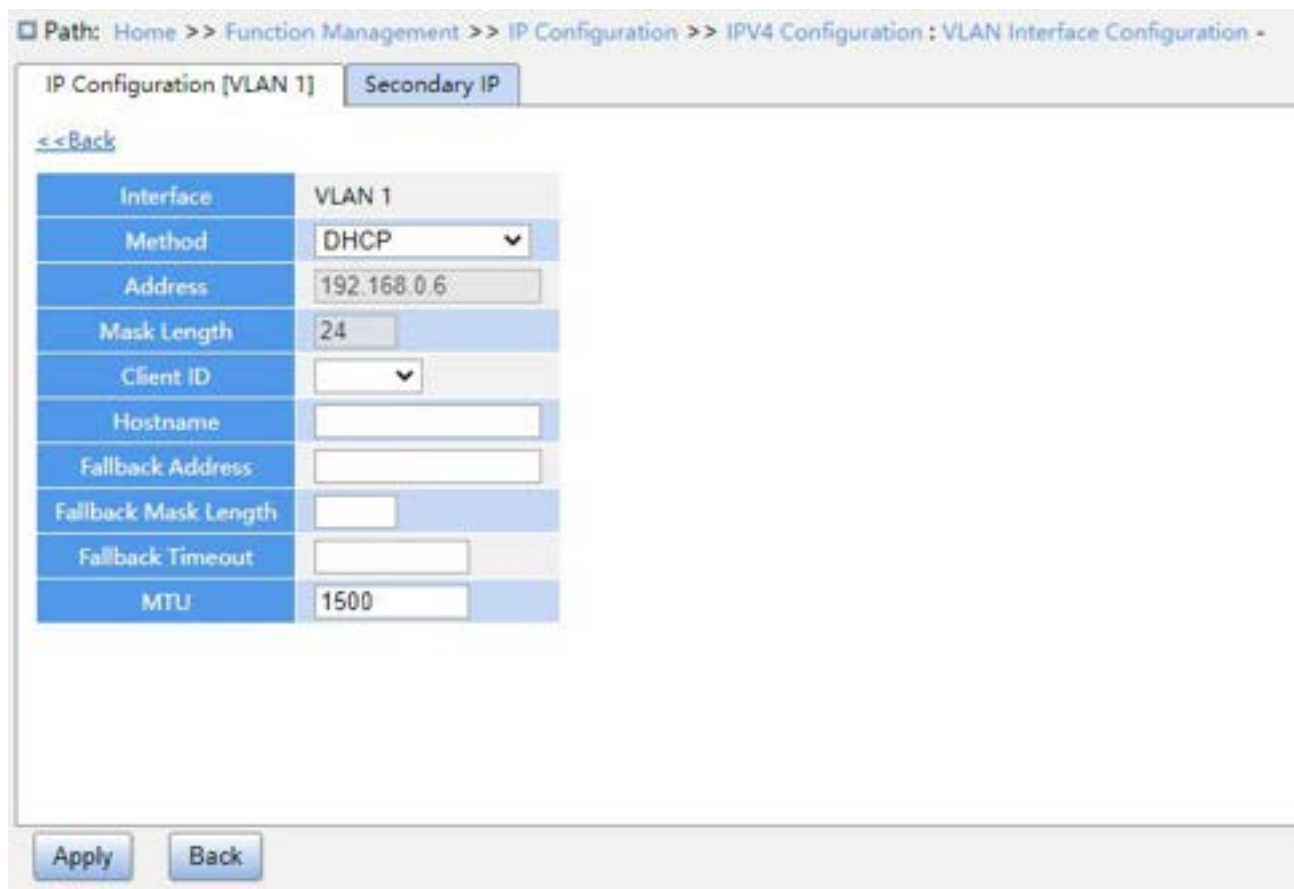 Path: Home >> Function Management >> IP Configuration >> IPV4 Configuration : VLAN Interface Configuration -
IP Configuration [VLAN 1] Secondary IP
<<Back
Interface VLAN 1
Method DHCP
Address 192.168.0.6
Mask Length 24
Client ID
Hostname
Fallback Address
Fallback Mask Length
Fallback Timeout
MTU 1500
Apply Back